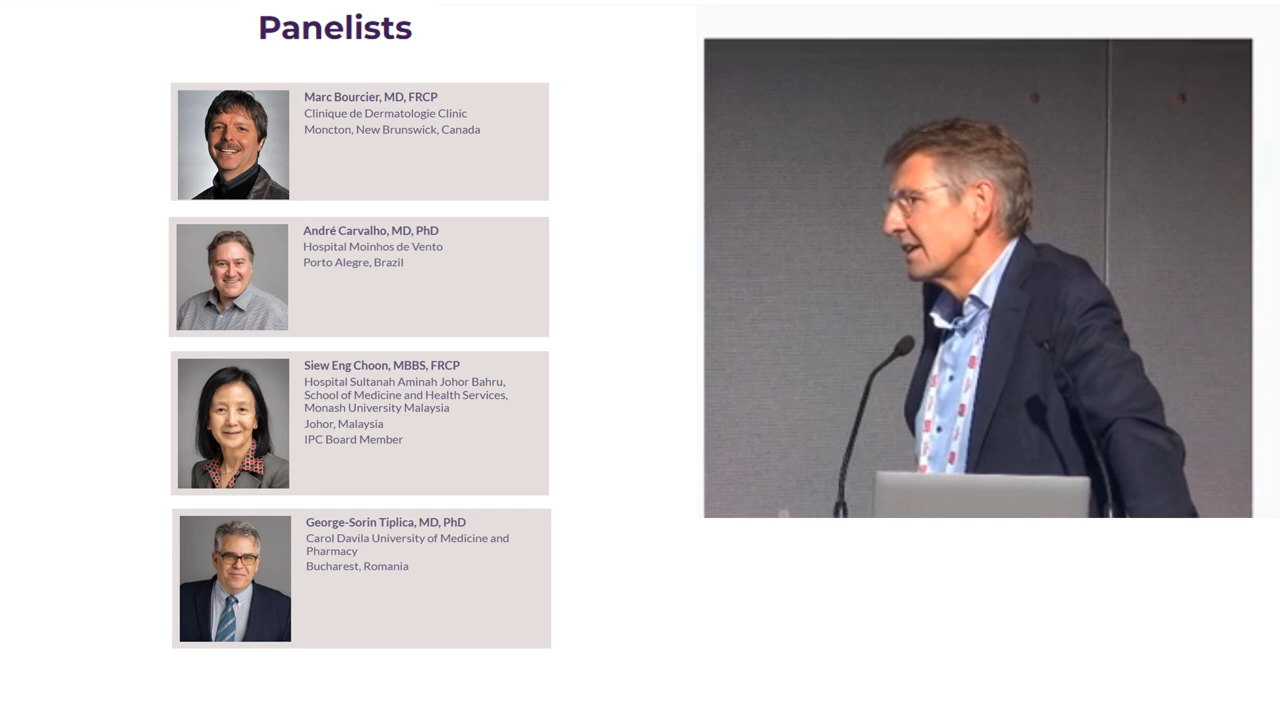 Panelists
Marc Bourcier, MD, FRCP
Clinique de Dermatologie Clinic
Moncton, New Brunswick, Canada
André Carvalho, MD, PhD
Hospital Moinhos de Vento
Porto Alegre, Brazil
Siew Eng Choon, MBBS, FRCP
Hospital Sultanah Aminah Johor Bahru,
School of Medicine and Health Services,
Monash University Malaysia
Johor, Malaysia
IPC Board Member
George-Sorin Tiplica, MD, PhD
Carol Davila University of Medicine and
Pharmacy
Bucharest, Romania